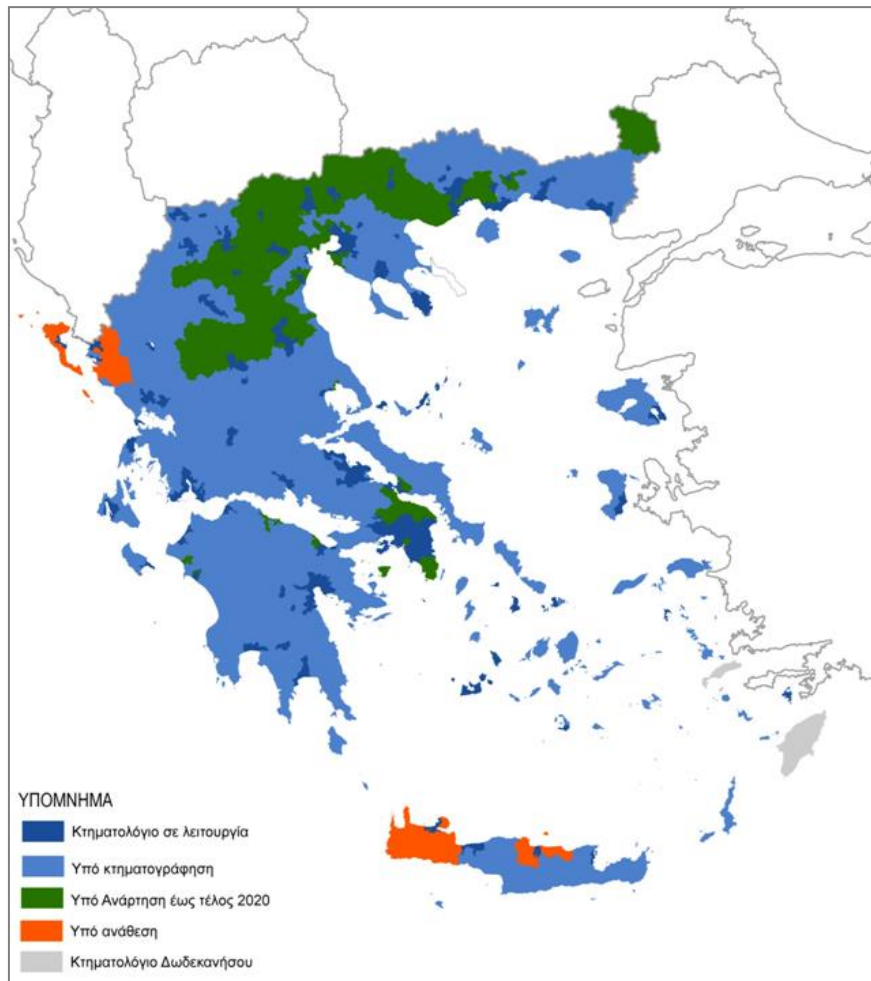 ΥΠΟΜΝΗΜΑ
Κτηματολόγιο σε λειτουργία
Υπό κτηματογράφηση
Υπό Ανάρτηση έως τέλος 2020
Υπό ανάθεση
Κτηματολόγιο Δωδεκανήσου